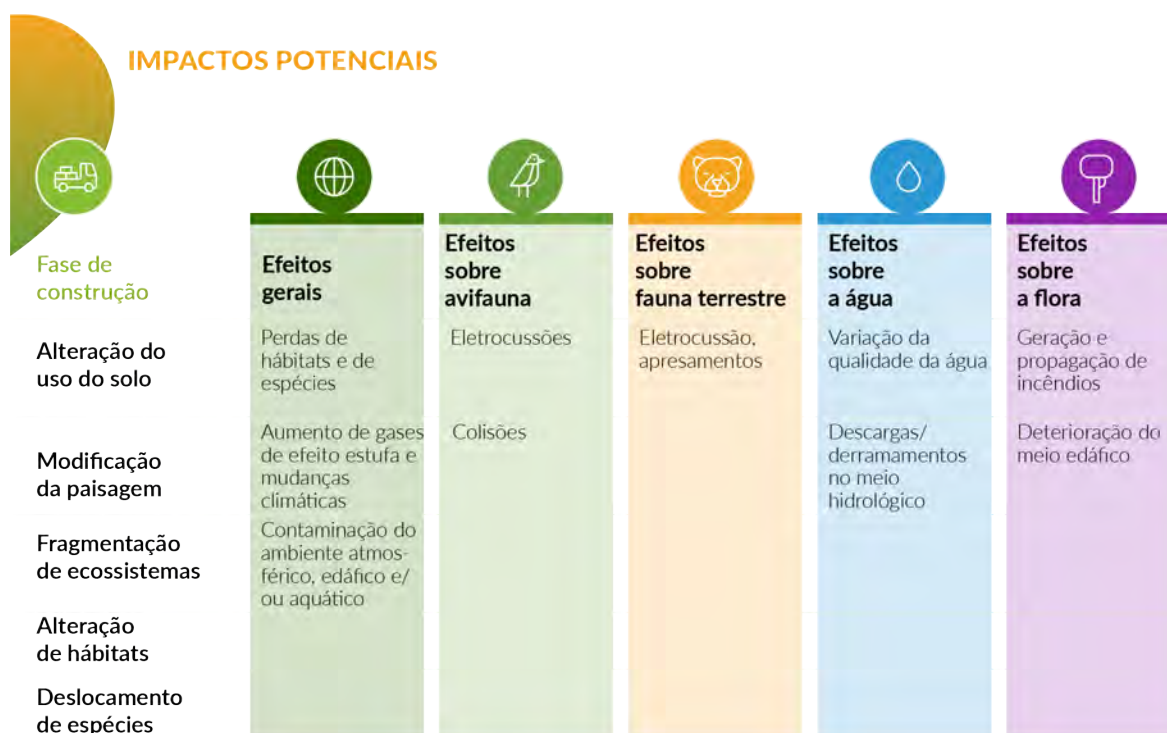 IMPACTOS POTENCIAIS
Fase de
construção
Alteração do
uso do solo
Modificação
da paisagem
Fragmentação
de ecossistemas
Alteração
de hábitats
Deslocamento
de espécies
Efeitos
gerais
Perdas de
hábitats e de
espécies
Aumento de gases
de efeito estufa e
mudanças
climáticas
Contaminação do
ambiente atmos-
férico, edáfico e/
ou aquático
Efeitos
sobre
avifauna
Eletrocussões
Colisões
Efeitos
sobre
fauna terrestre
Eletrocussão,
apresamentos
Efeitos
sobre
a água
Variação da
qualidade da água
Descargas/
derramamentos
no meio
hidrológico
Efeitos
sobre
a flora
Geração e
propagação de
incêndios
Deterioração do
meio edáfico